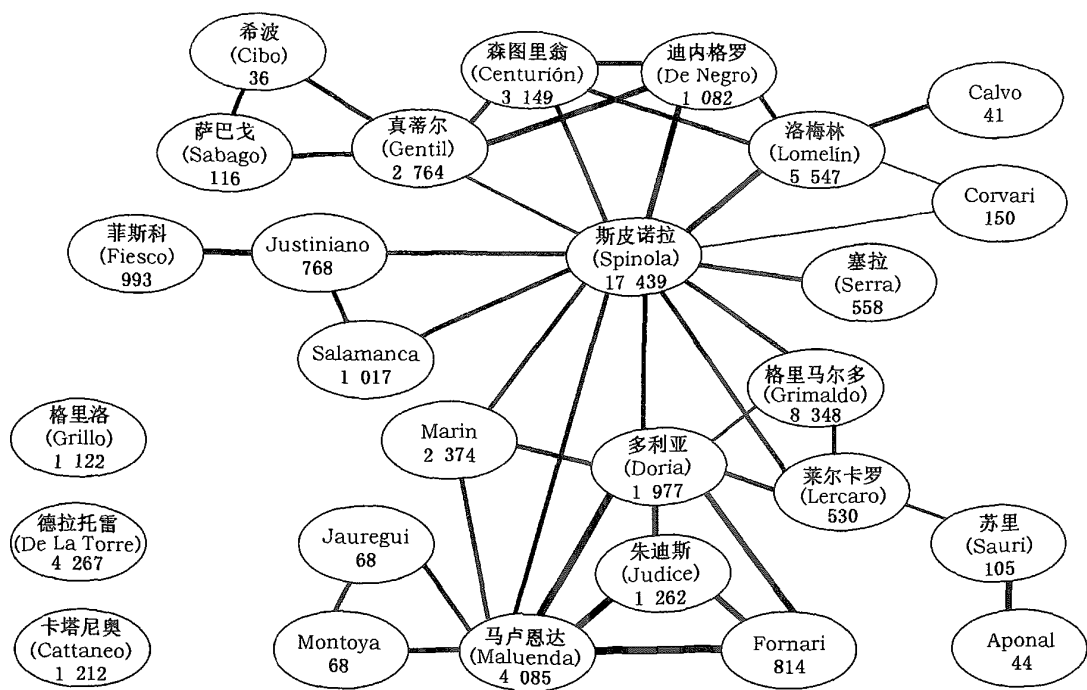 希波
(Cibo)
36
森图里翁
(Centurión)
3 149
迪内格罗
(De Negro)
1 082
Calvo
41
萨巴戈
(Sabago)
116
真蒂尔
(Gentil)
2 764
洛梅林
(Lomelín)
5 547
Corvari
150
菲斯科
(Fiesco)
993
Justiniano
768
斯皮诺拉
(Spinola)
17 439
塞拉
(Serra)
558
Salamanca
1 017
格里马尔多
(Grimaldo)
8 348
格里洛
(Grillo)
1 122
Marin
2 374
多利亚
(Doria)
1 977
莱尔卡罗
(Lercaro)
530
德拉托雷
(De La Torre)
4 267
Jauregui
68
朱迪斯
(Judice)
1 262
苏里
(Sauri)
105
卡塔尼奥
(Cattaneo)
1 212
Montoya
68
马卢恩达
(Maluenda)
4 085
Fornari
814
Aponal
44